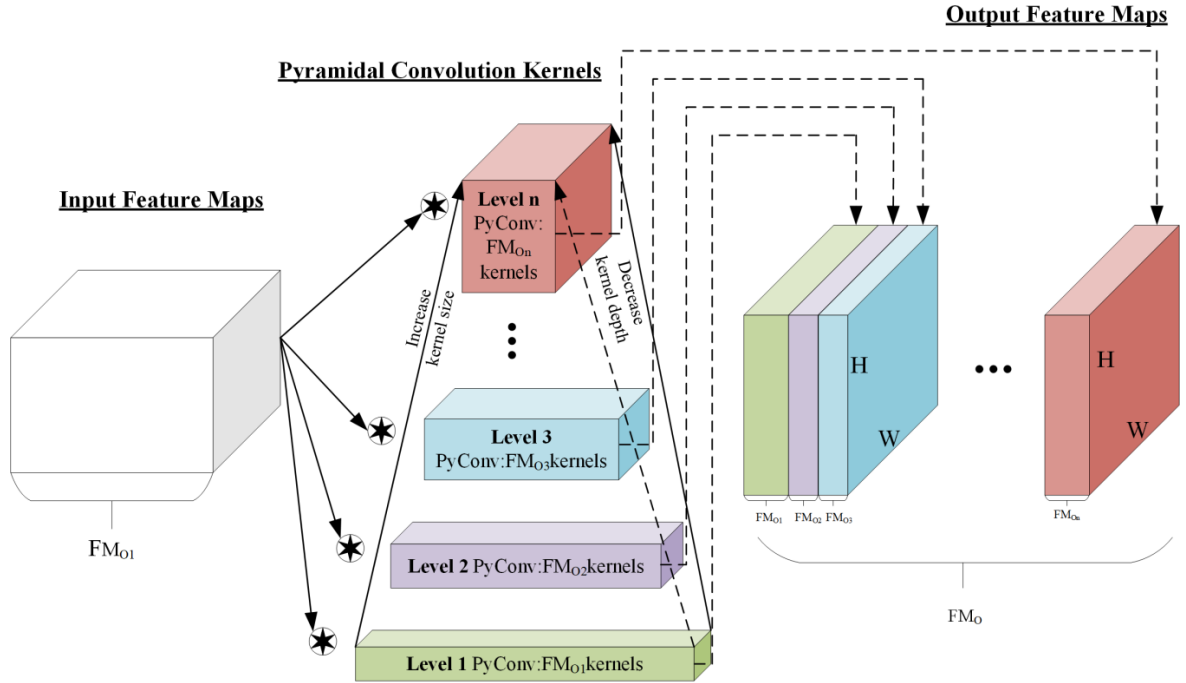 Output Feature Maps
Pyramidal Convolution Kernels
Input Feature Maps
Level n
PyConv:
FMOn
kernels
Increase
kernel size
Decrease
kernel depth
Level 3
PyConv:FMO3kernels
Level 2 PyConv:FMO2kernels
Level 1 PyConv:FMO1kernels
FMO1
H
W
H
W
FMO1
FMO2
FMO3
FMOn
FMO